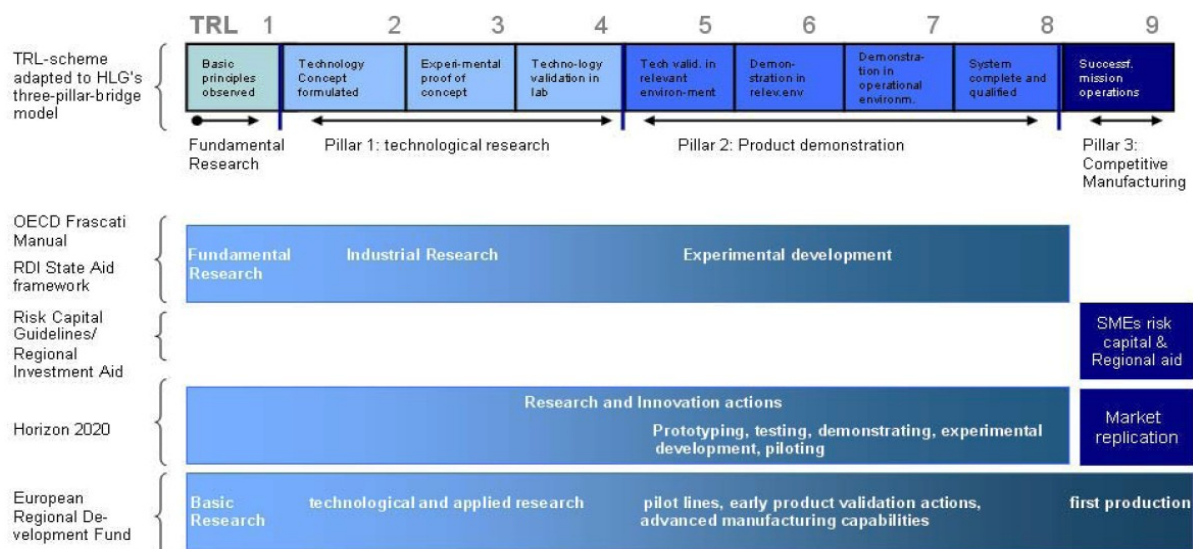 TRL 1 2 3 4 5 6 7 8 9
TRL-scheme
adapted to HLG's
three-pillar-bridge
model
Basic
principles
observed
Technology
Concept
formulated
Experi-mental
proof of
concept
Techno-logy
validation in
lab
Tech valid. in
relevant
environ-ment
Demon-
stration in
relev.env
Demonstra-
tion in
operational
environm.
System
complete and
qualified
Successf.
mission
operations
Fundamental
Research
Pillar 1: technological research
Pillar 2: Product demonstration
Pillar 3:
Competitive
Manufacturing
OECD Frascati
Manual
RDI State Aid
framework
Fundamental
Research
Industrial Research
Experimental development
Risk Capital
Guidelines/
Regional
Investment Aid
SMEs risk
capital &
Regional aid
Horizon 2020
Research and Innovation actions
Prototyping, testing, demonstrating, experimental
development, piloting
Market
replication
European
Regional De-
velopment Fund
Basic
Research
technological and applied research
pilot lines, early product validation actions,
advanced manufacturing capabilities
first production